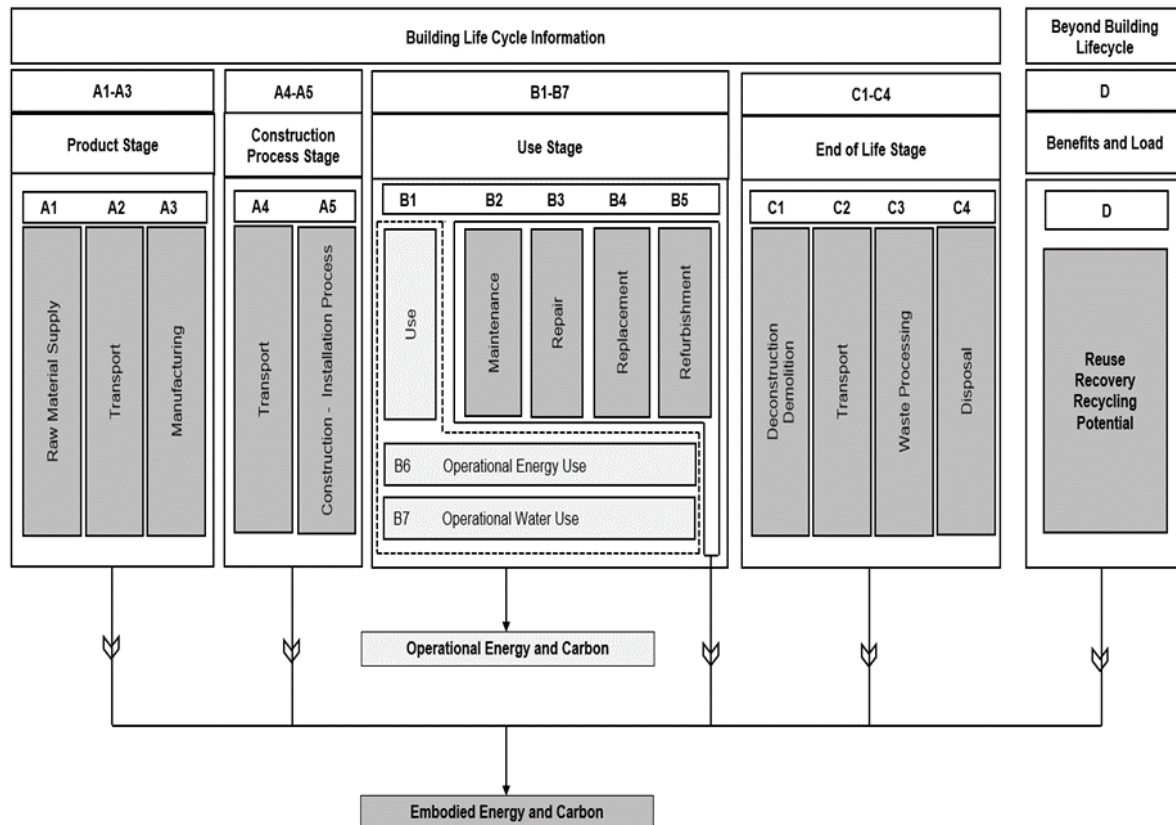 Building Life Cycle Information
Beyond Building
Lifecycle
A1-A3
A4-A5
B1-B7
C1-C4
D
Product Stage
Construction
Process Stage
Use Stage
End of Life Stage
Benefits and Load
A1 A2 A3
A4 A5
B1 B2 B3 B4 B5
C1 C2 C3 C4
D
Raw Material Supply
Transport
Manufacturing
Transport
Construction - Installation Process
Use
Maintenance
Repair
Replacement
Refurbishment
B6 Operational Energy Use
B7 Operational Water Use
Deconstruction
Demolition
Transport
Waste Processing
Disposal
Reuse
Recovery
Recycling
Potential
Operational Energy and Carbon
Embodied Energy and Carbon